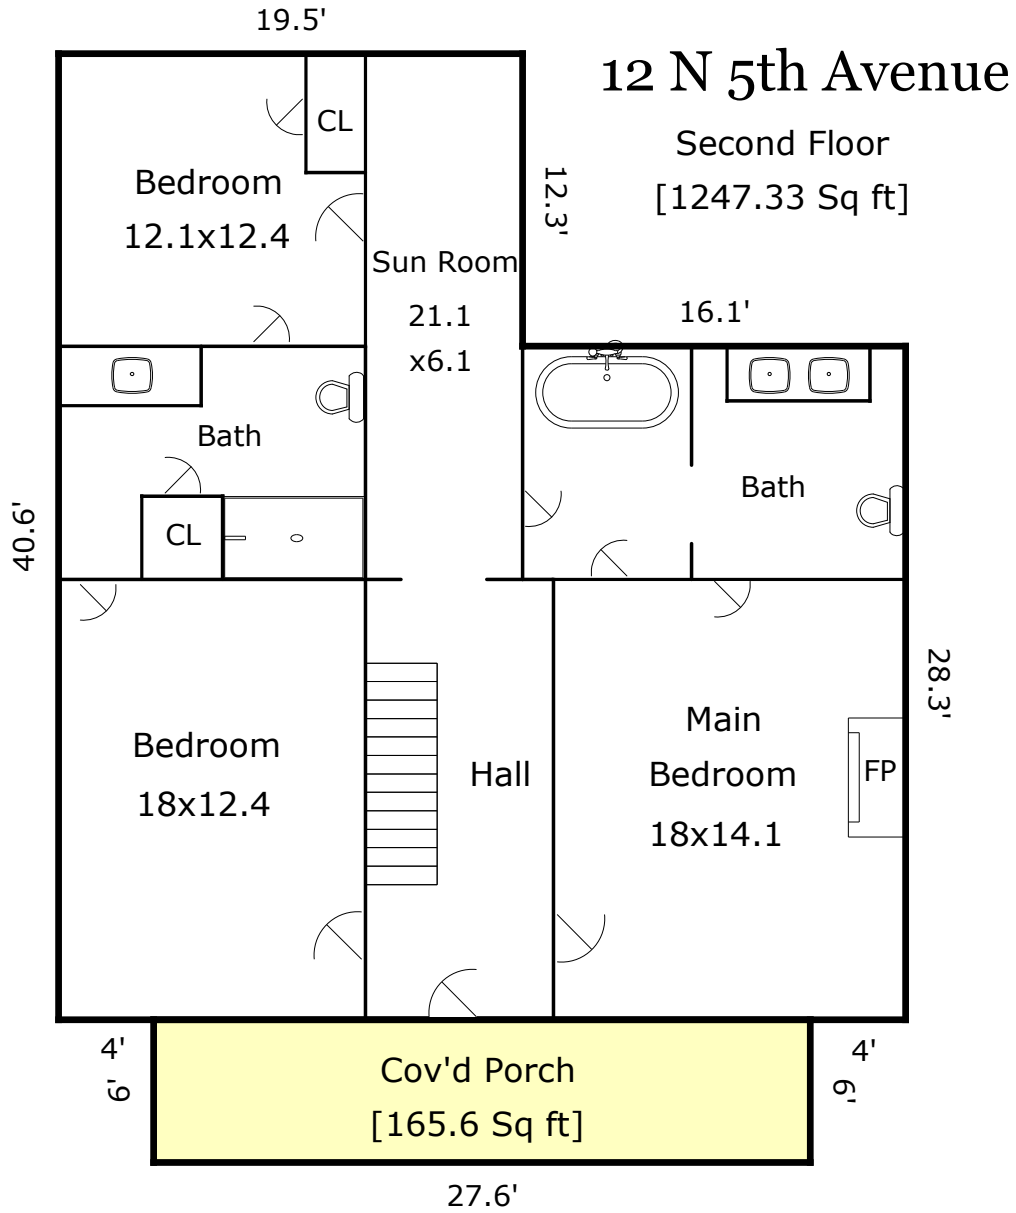 19.5'
12 N 5th Avenue
Second Floor
[1247.33 Sq ft]
CL
Bedroom
12.1x12.4
12.3'
Sun Room
21.1
x6.1
16.1'
Bath
Bath
CL
40.6'
28.3'
Bedroom
18x12.4
Hall
Main
Bedroom
18x14.1
FP
4'
6'
Cov'd Porch
[165.6 Sq ft]
4'
6'
27.6'